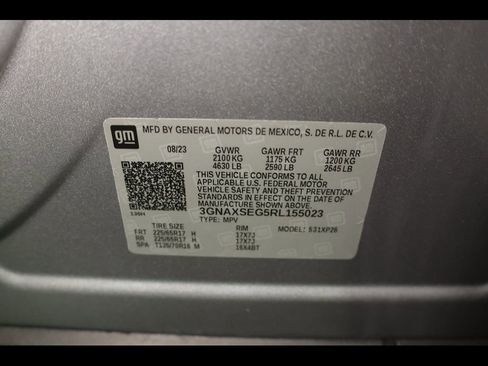 gm
MFD BY GENERAL MOTORS DE MEXICO, S. DE R.L. DE C.V.
08/23 GVWR GAWR FRT GAWR RR
2100 KG 1175 KG 1200 KG
4630 LB 2590 LB 2645 LB
THIS VEHICLE CONFORMS TO ALL
APPLICABLE U.S. FEDERAL MOTOR
VEHICLE SAFETY AND THEFT PREVENTION
STANDARDS IN EFFECT ON THE DATE OF
MANUFACTURE SHOWN ABOVE.
3GNAXSEG5RL155023
TYPE: MPV
TIRE RIM MODEL: 531XP26
FRT 225/65R17 H 17X7J
RR 225/65R17 H 17X7J
SPA T135/70R16 M 16X4BT